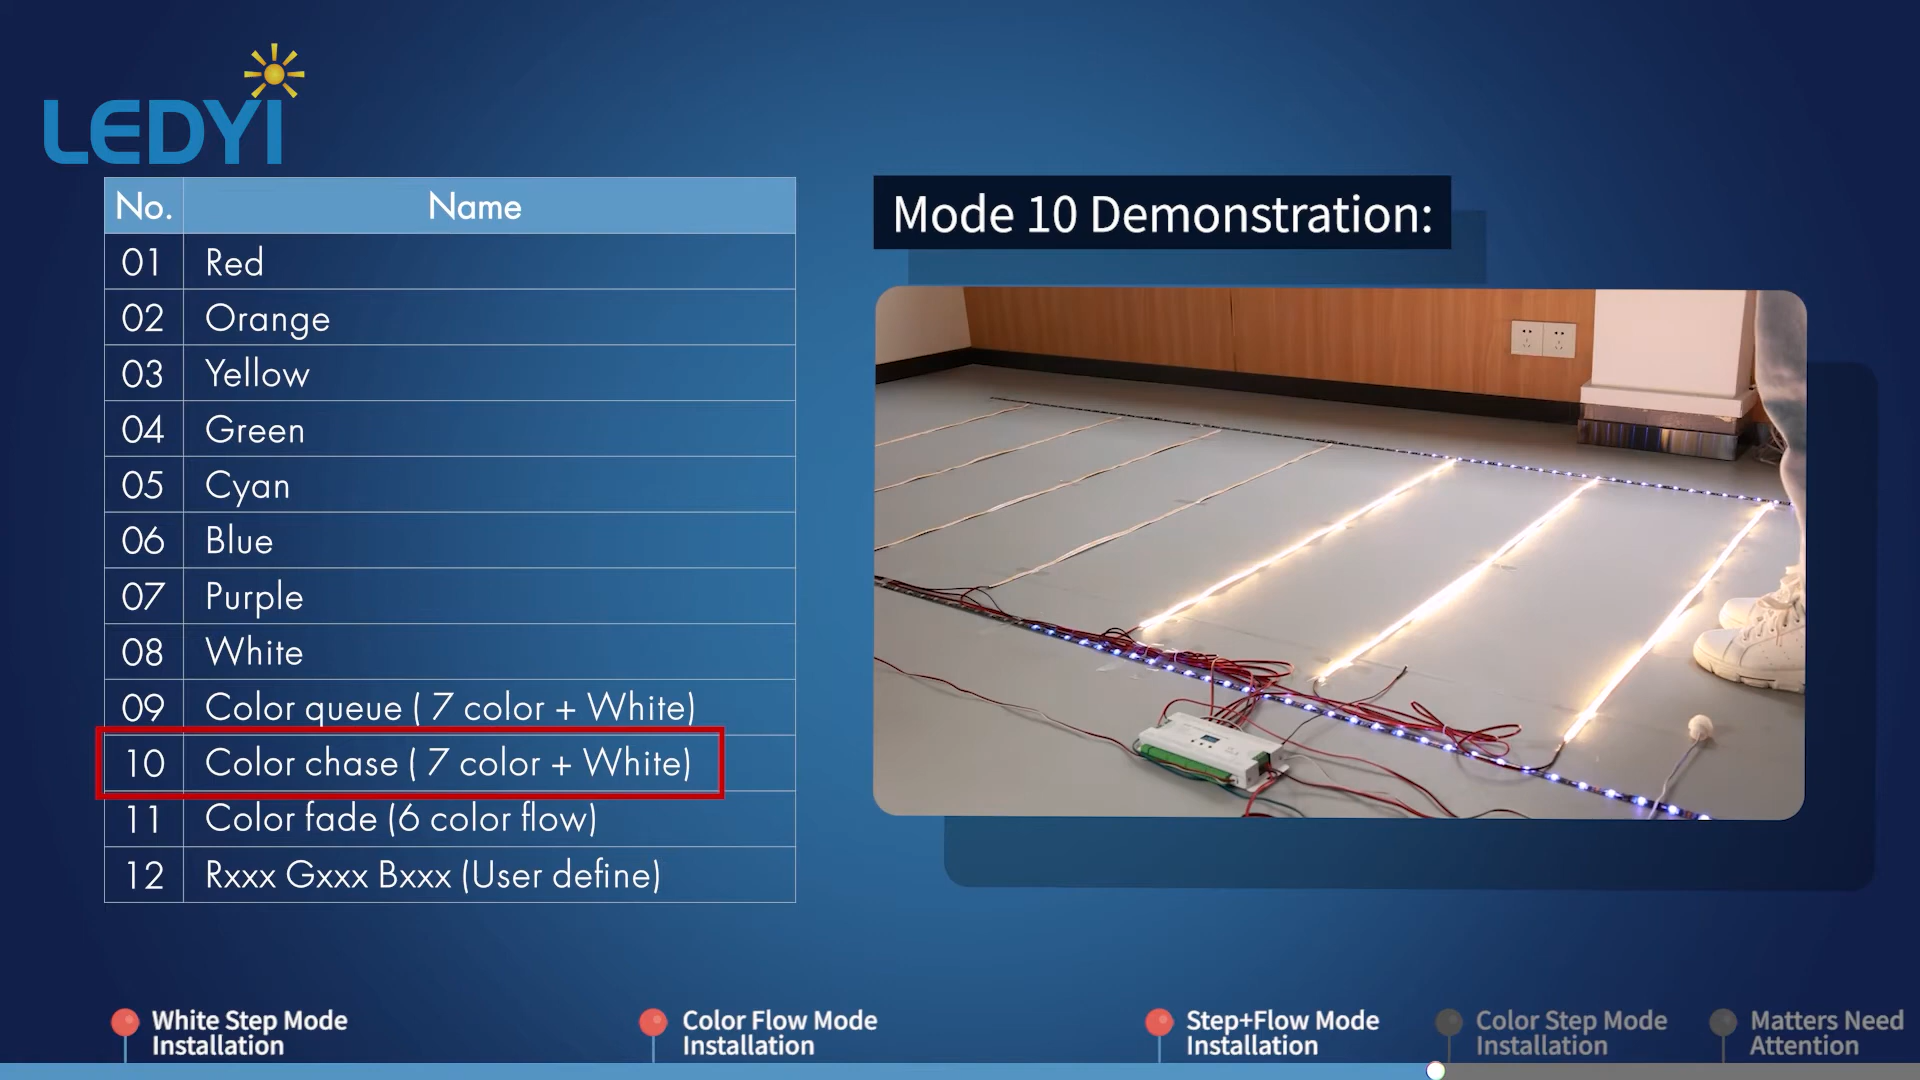 LEDYi
No. Name
01 Red
02 Orange
03 Yellow
04 Green
05 Cyan
06 Blue
07 Purple
08 White
09 Color queue ( 7 color + White)
10 Color chase ( 7 color + White)
11 Color fade (6 color flow)
12 Rxxx Gxxx Bxxx (User define)
Mode 10 Demonstration:
White Step Mode
Installation
Color Flow Mode
Installation
Step+Flow Mode
Installation
Color Step Mode
Installation
Matters Need
Attention